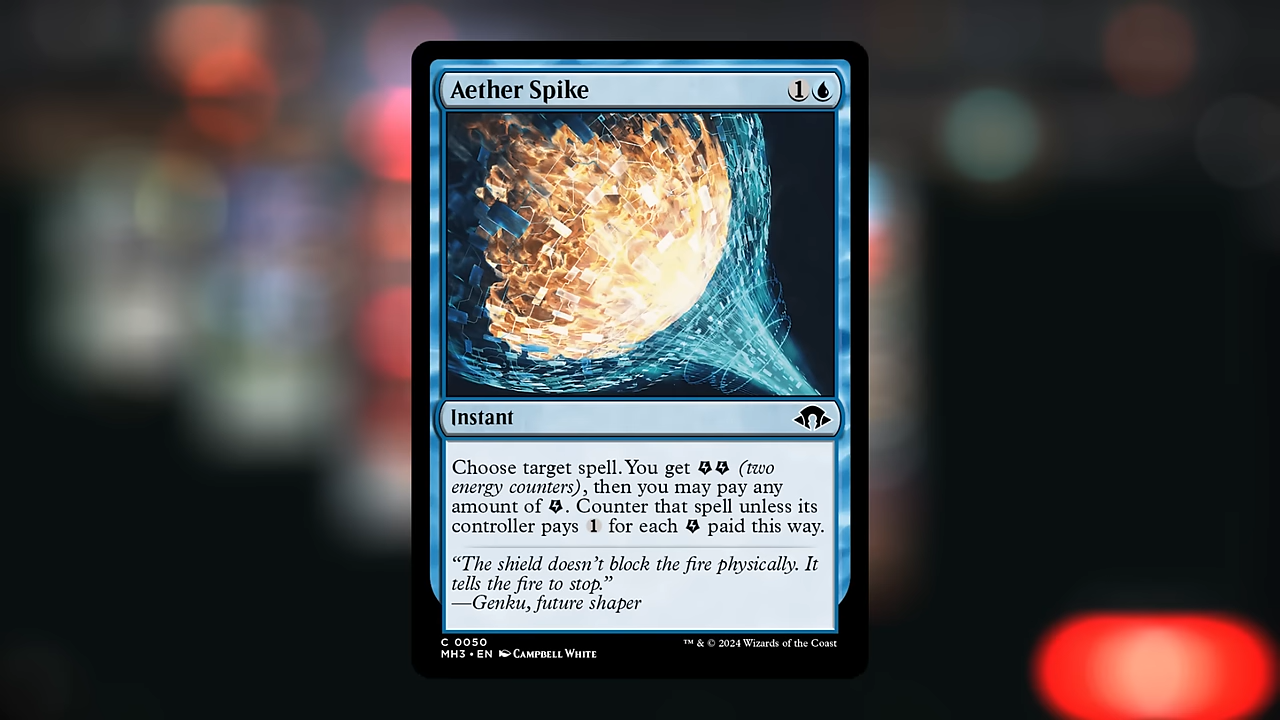 Aether Spike 1
Instant
Choose target spell. You get (two
energy counters), then you may pay any
amount of . Counter that spell unless its
controller pays 1 for each paid this way.
“The shield doesn’t block the fire physically. It
tells the fire to stop.”
—Genku, future shaper
C 0050
MH3 • EN Campbell White
™ & © 2024 Wizards of the Coast